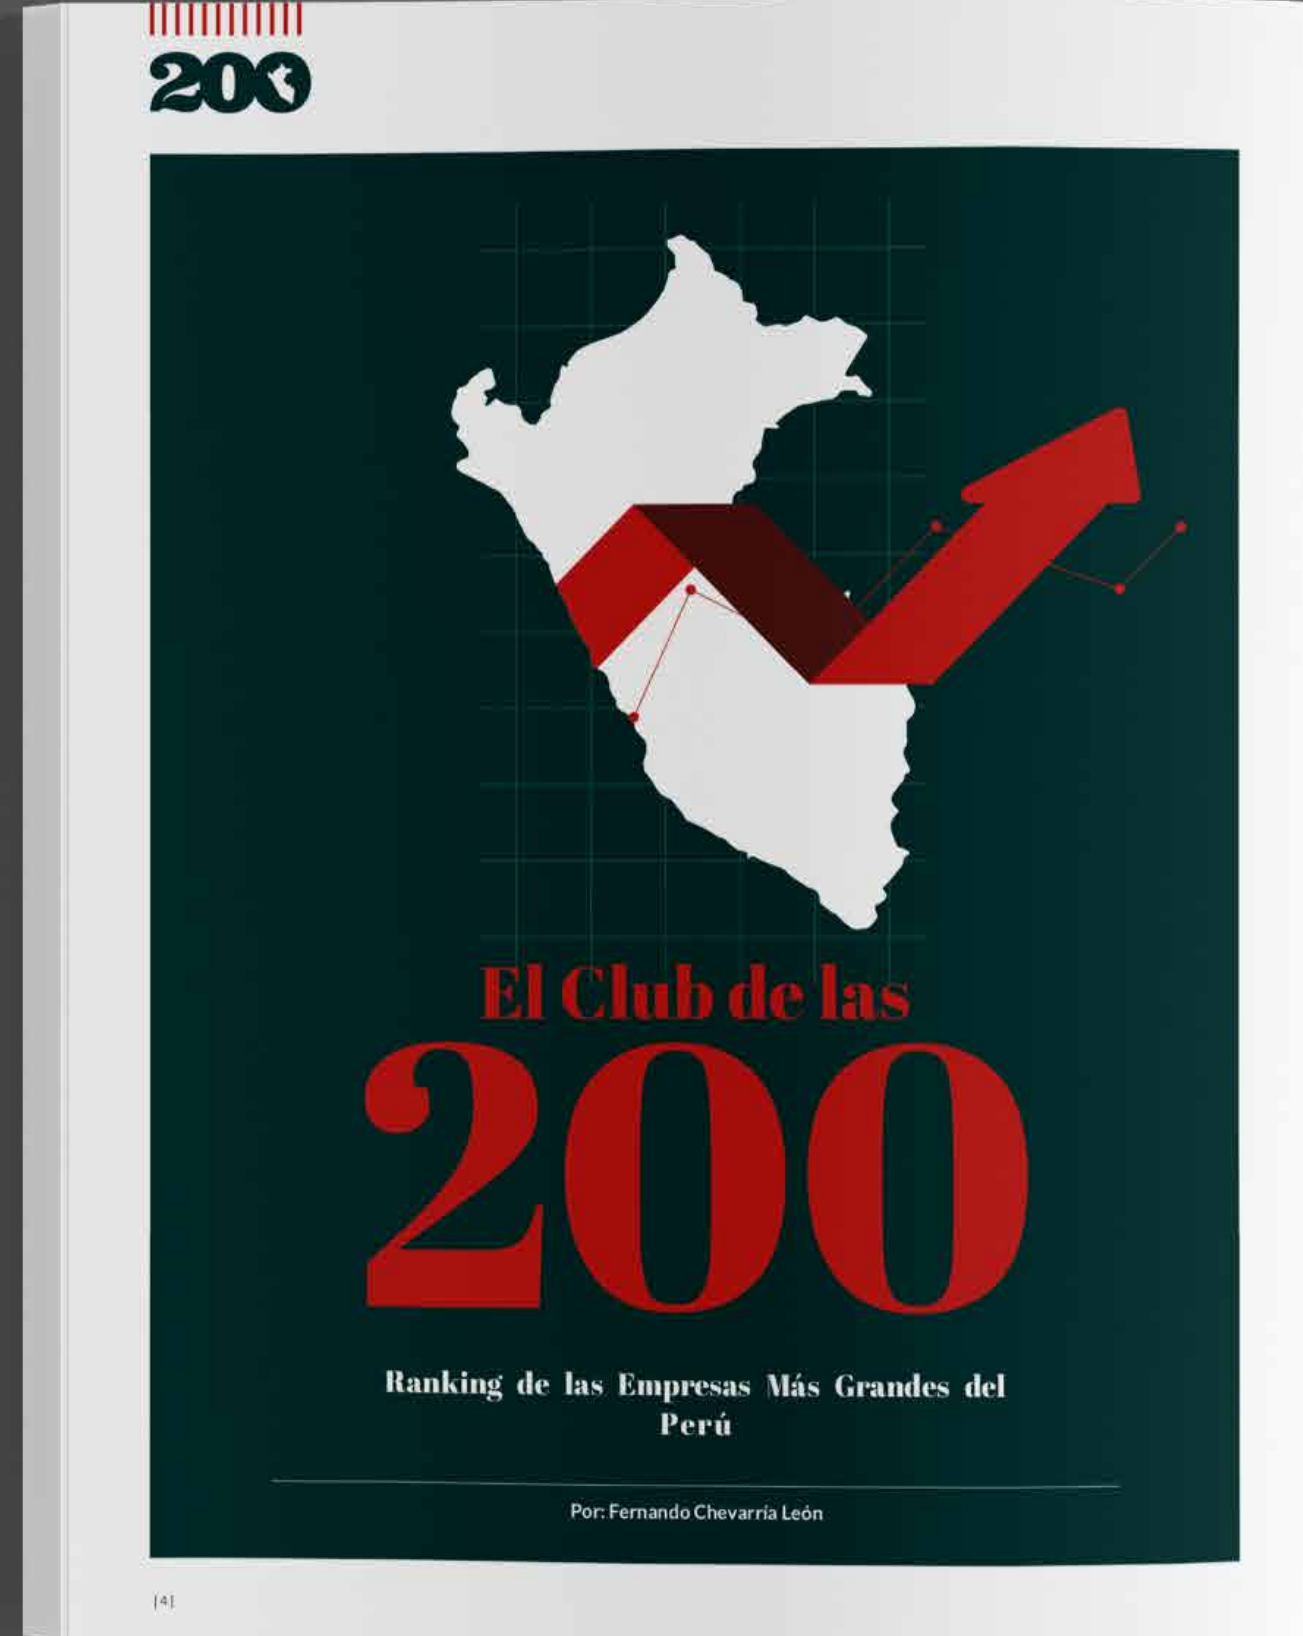 200
El Club de las
200
Ranking de las Empresas Más Grandes del
Perú
Por: Fernando Chevarría León
|4|